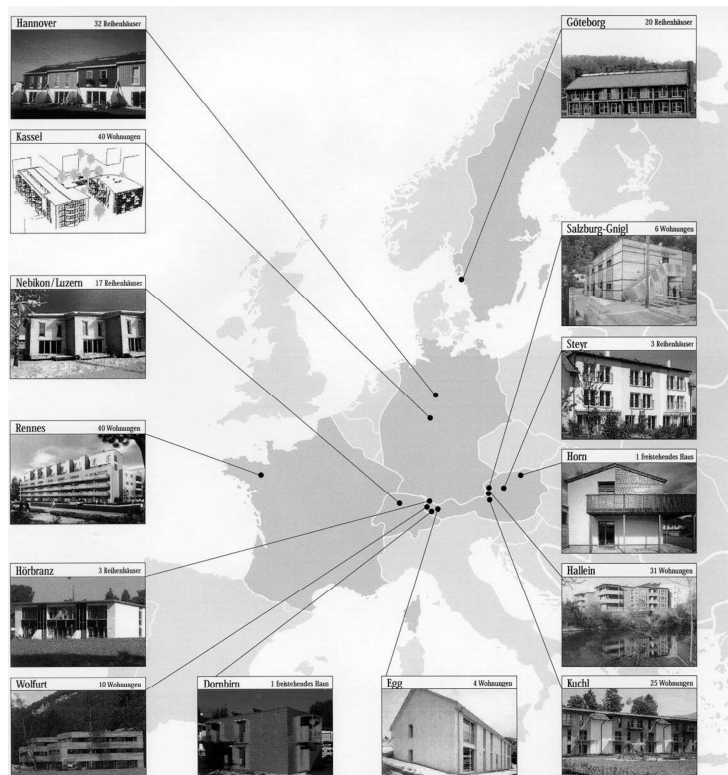 Hannover 32 Reihenhäuser
Göteborg 20 Reihenhäuser
Kassel 40 Wohnungen
Salzburg-Gnigl 6 Wohnungen
Nebikon/Luzern 17 Reihenhäuser
Steyr 3 Reihenhäuser
Rennes 40 Wohnungen
Horn 1 freistehendes Haus
Hörbranz 3 Reihenhäuser
Hallein 31 Wohnungen
Wolfurt 10 Wohnungen
Dornbirn 1 freistehendes Haus
Egg 4 Wohnungen
Kuchl 25 Wohnungen